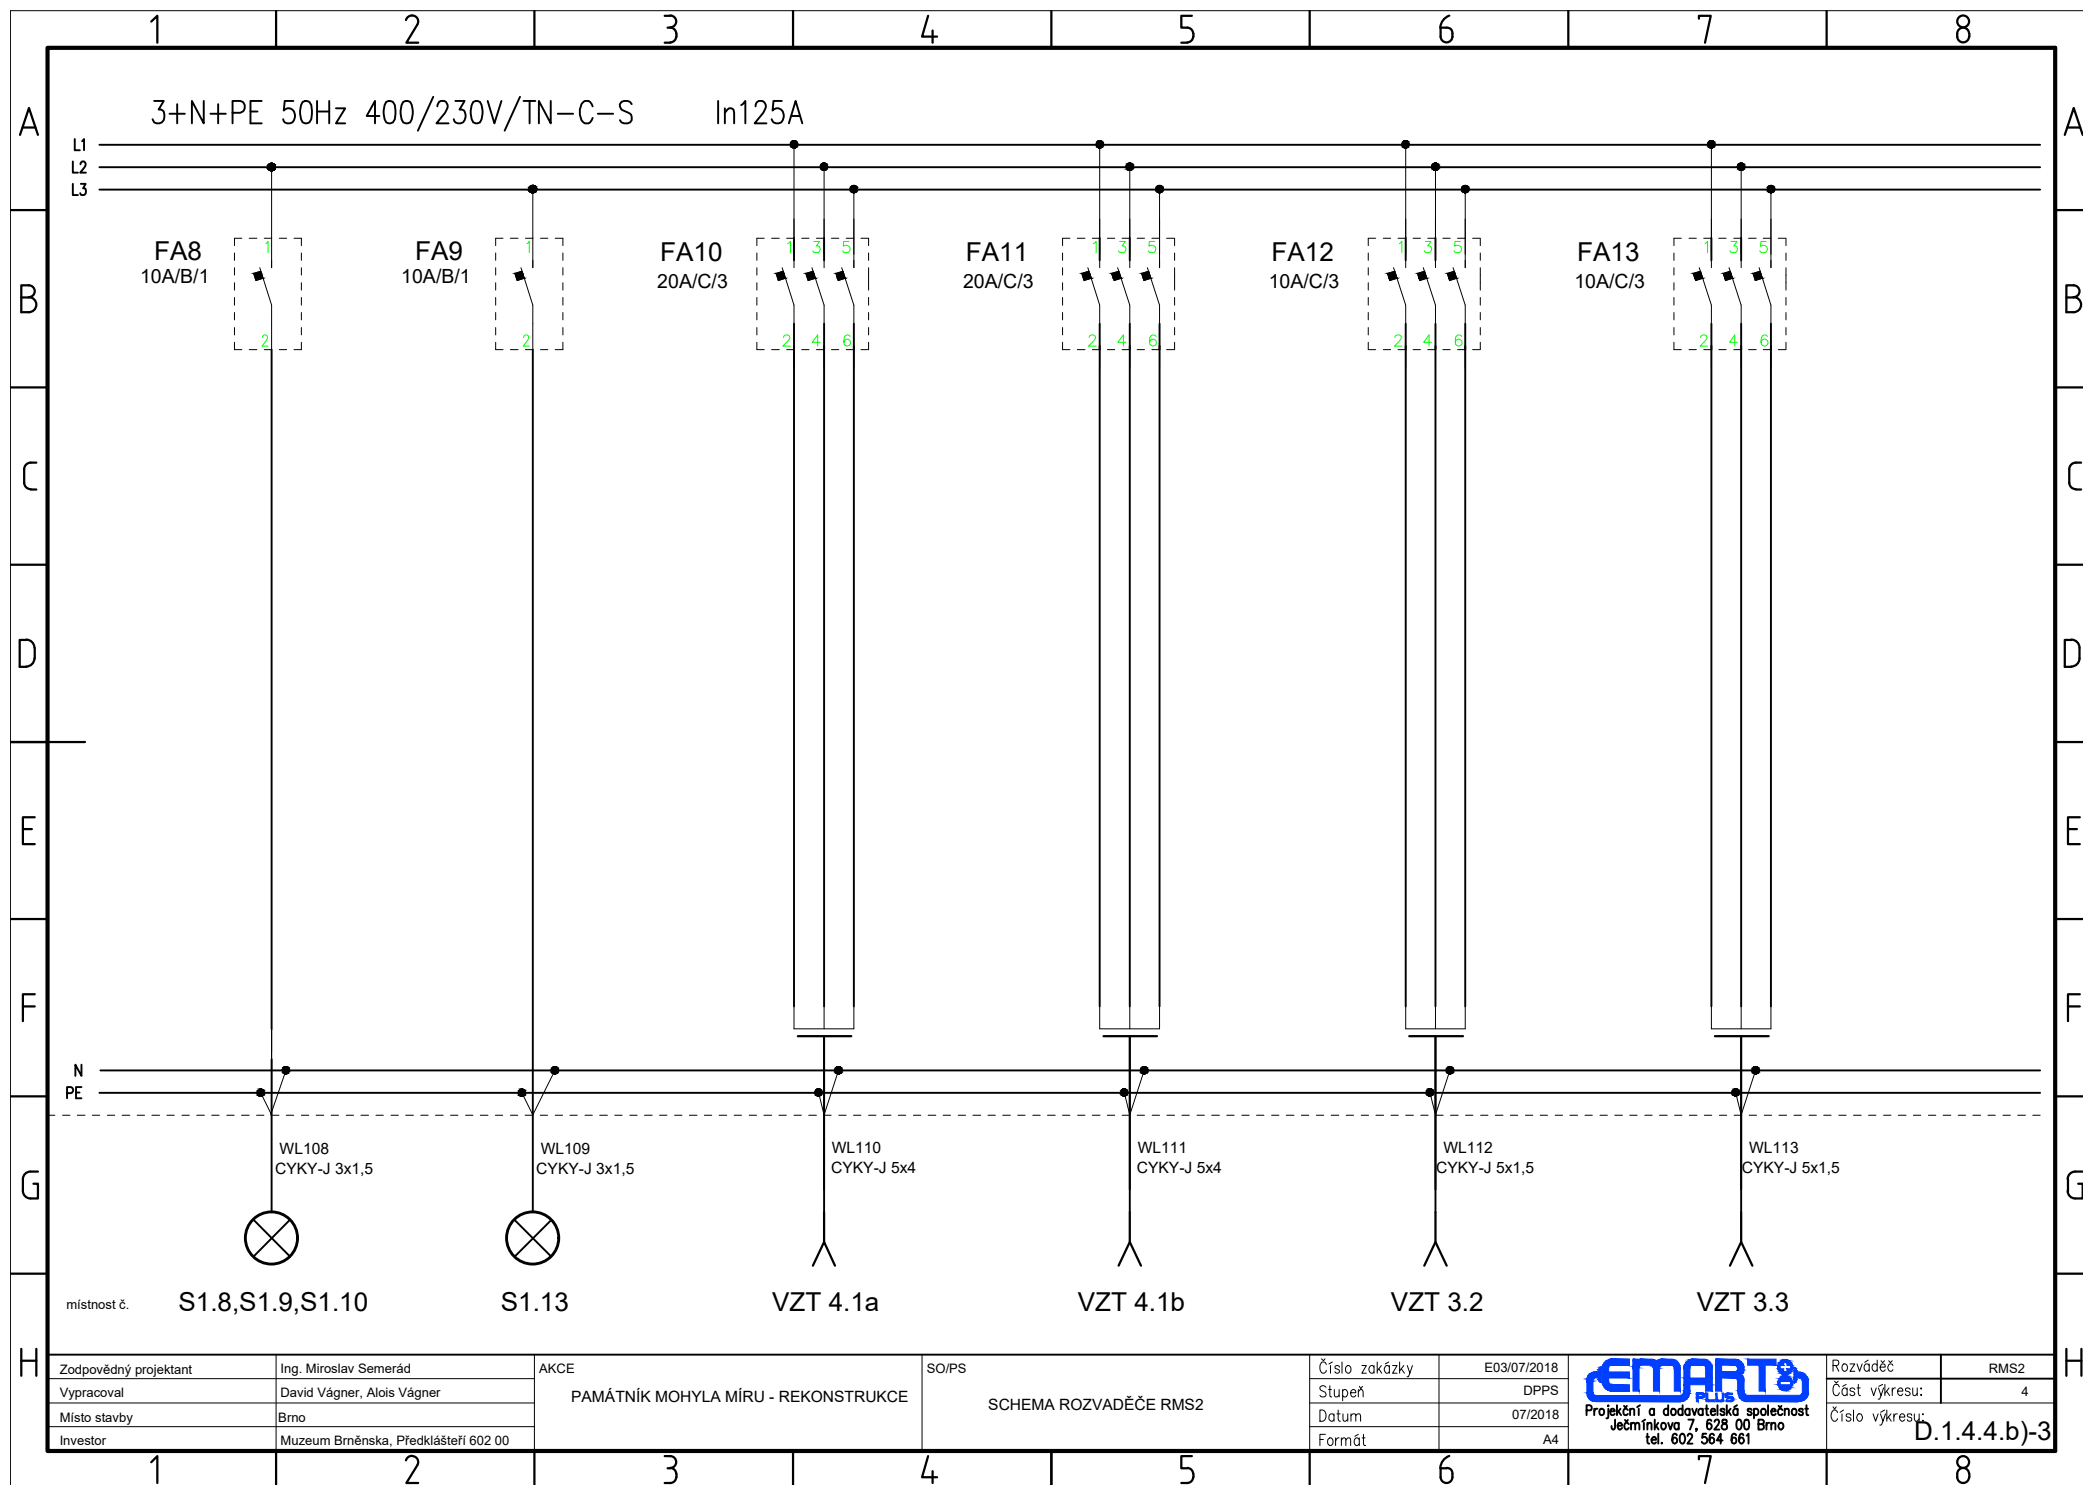 1 2 3 4 5 6 7 8
A A
3+N+PE 50Hz 400/230V/TN-C-S In125A
L1
L2
L3
B B
FA8 FA9 FA10 FA11 FA12 FA13
10A/B/1 10A/B/1 20A/C/3 20A/C/3 10A/C/3 10A/C/3
1 1 1 3 5 1 3 5 1 3 5 1 3 5
2 2 2 4 6 2 4 6 2 4 6 2 4 6
C C
D D
E E
F F
N
PE
WL108 WL109 WL110 WL111 WL112 WL113
CYKY-J 3x1,5 CYKY-J 3x1,5 CYKY-J 5x4 CYKY-J 5x4 CYKY-J 5x1,5 CYKY-J 5x1,5
G G
místnost č. S1.8,S1.9,S1.10 S1.13 VZT 4.1a VZT 4.1b VZT 3.2 VZT 3.3
H H
Zodpovědný projektant Ing. Miroslav Semerád
Vypracoval David Vágner, Alois Vágner
Místo stavby Brno
Investor Muzeum Brněnska, Předklášteří 602 00
AKCE
PAMÁTNÍK MOHYLA MÍRU - REKONSTRUKCE
SO/PS
SCHEMA ROZVADĚČE RMS2
Číslo zakázky E03/07/2018
Stupeň DPPS
Datum 07/2018
Formát A4
EMART
PLUS
Projekční a dodavatelská společnost
Ječmínkova 7, 628 00 Brno
tel. 602 564 661
Rozváděč RMS2
Část výkresu: 4
Číslo výkresu:
D.1.4.4.b)-3
1 2 3 4 5 6 7 8